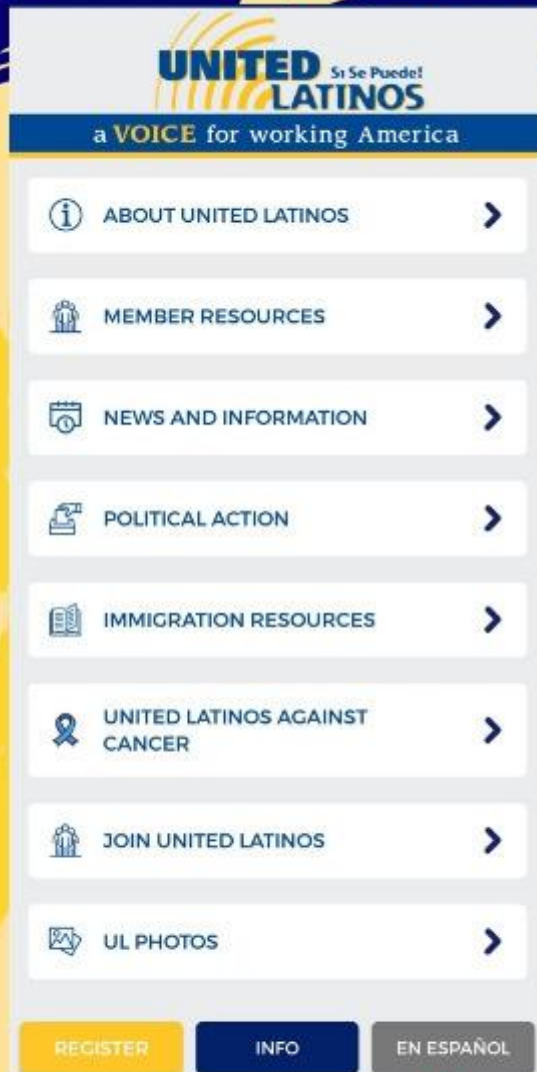 UNITED Si Se Puede!
LATINOS
a VOICE for working America
ABOUT UNITED LATINOS
MEMBER RESOURCES
NEWS AND INFORMATION
POLITICAL ACTION
IMMIGRATION RESOURCES
UNITED LATINOS AGAINST
CANCER
JOIN UNITED LATINOS
UL PHOTOS
REGISTER
INFO
EN ESPAÑOL